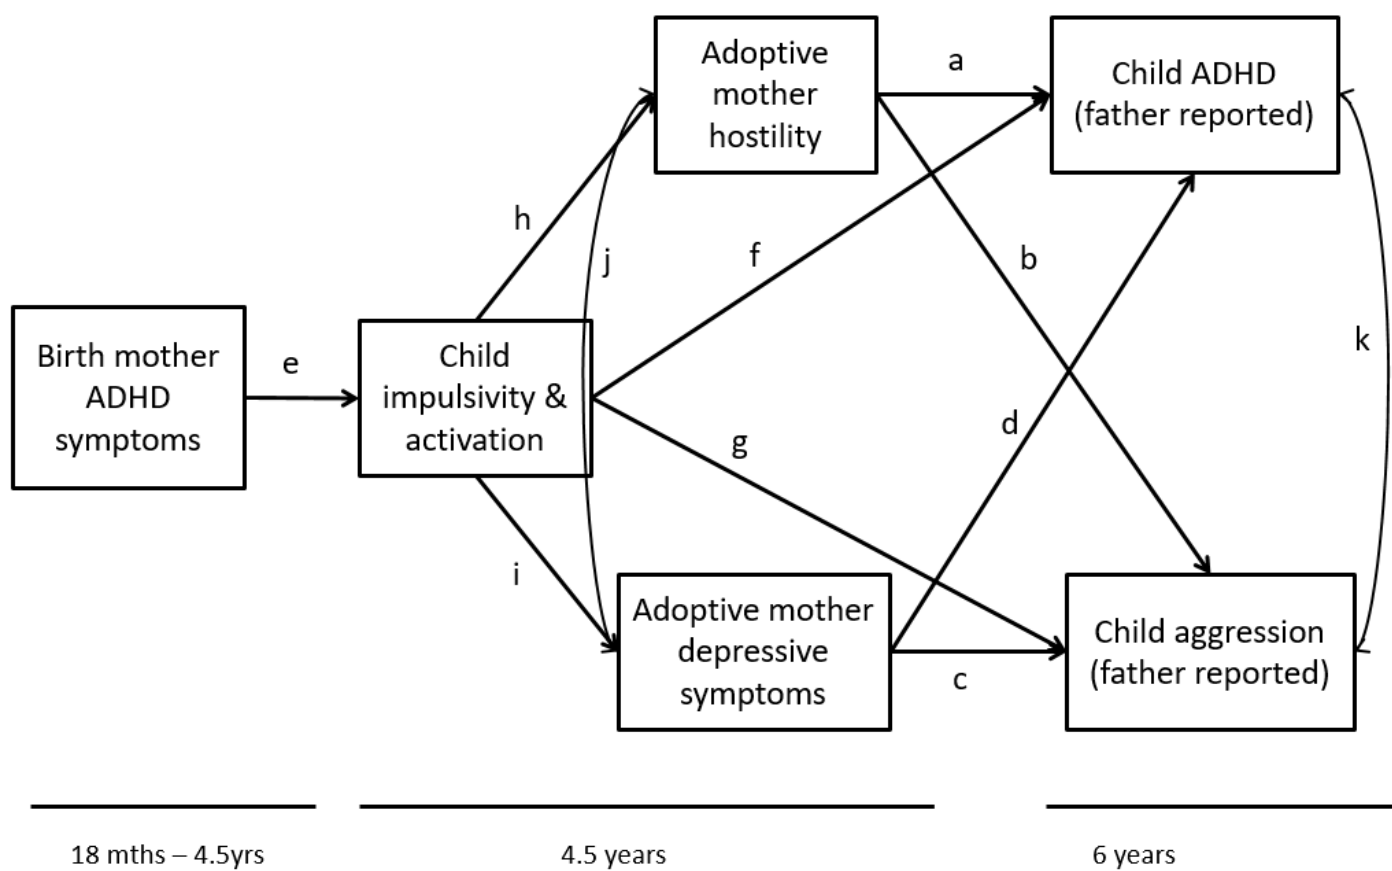 Adoptive
mother
hostility
a
Child ADHD
(father reported)
h
j
f
b
k
Birth mother
ADHD
symptoms
e
Child
impulsivity &
activation
g
d
i
Adoptive mother
depressive
symptoms
c
Child aggression
(father reported)
18 mths – 4.5yrs
4.5 years
6 years